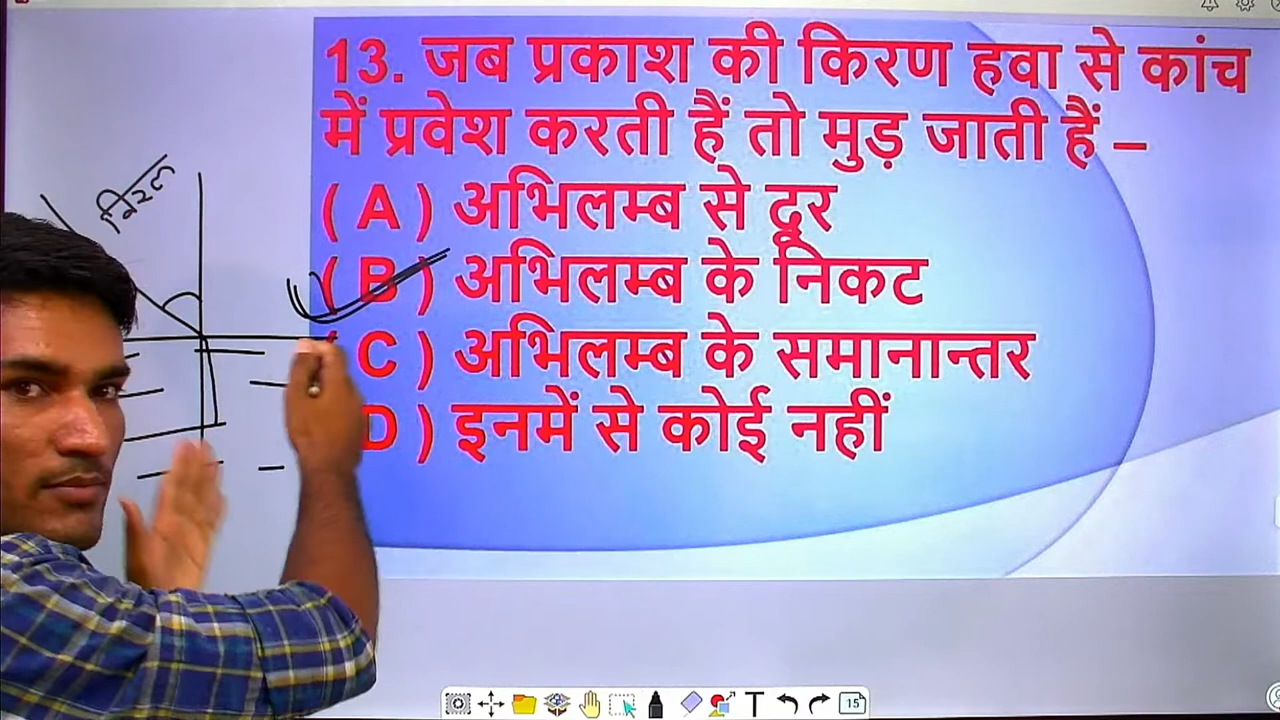 13. जब प्रकाश की किरण हवा से कांच
में प्रवेश करती हैं तो मुड़ जाती हैं –
( A ) अभिलम्ब से दूर
( B ) अभिलम्ब के निकट
( C ) अभिलम्ब के समानान्तर
D ) इनमें से कोई नहीं
विरल
T
15